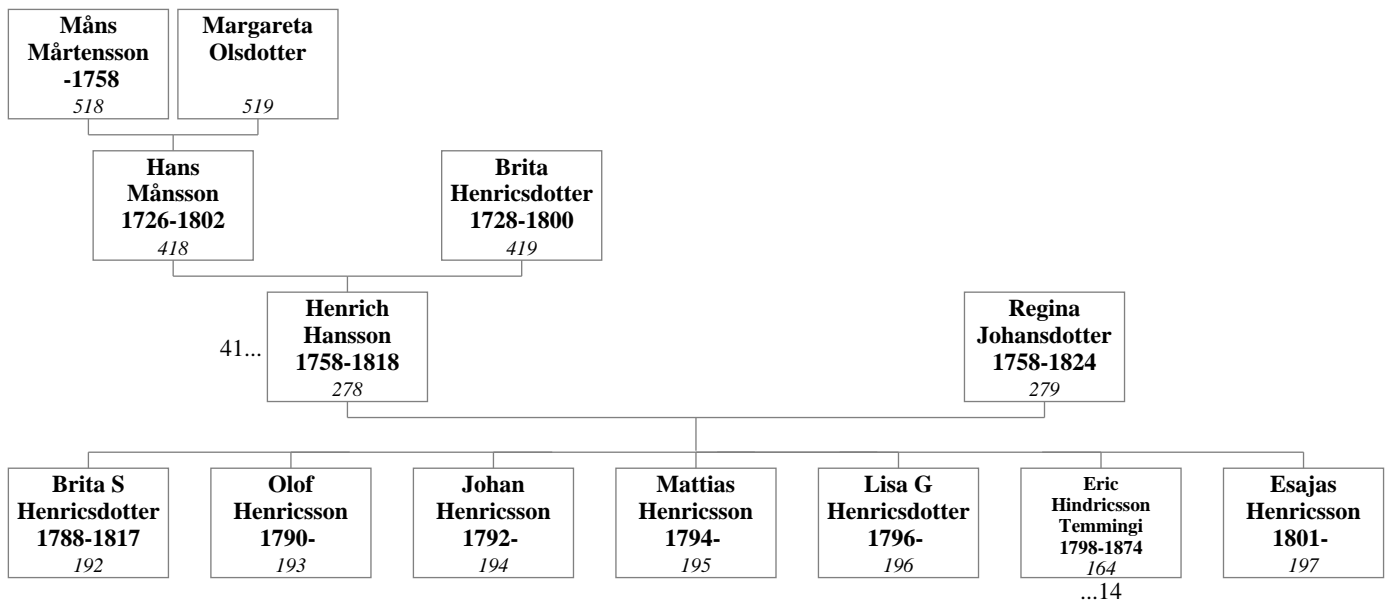 Måns
Mårtensson
-1758
518
Margareta
Olsdotter
519
Hans
Månsson
1726-1802
418
Brita
Henricsdotter
1728-1800
419
41...
Henrich
Hansson
1758-1818
278
Regina
Johansdotter
1758-1824
279
Brita S
Henricsdotter
1788-1817
192
Olof
Henricsson
1790-
193
Johan
Henricsson
1792-
194
Mattias
Henricsson
1794-
195
Lisa G
Henricsdotter
1796-
196
Eric
Hindricsson
Temmingi
1798-1874
164
...14
Esajas
Henricsson
1801-
197